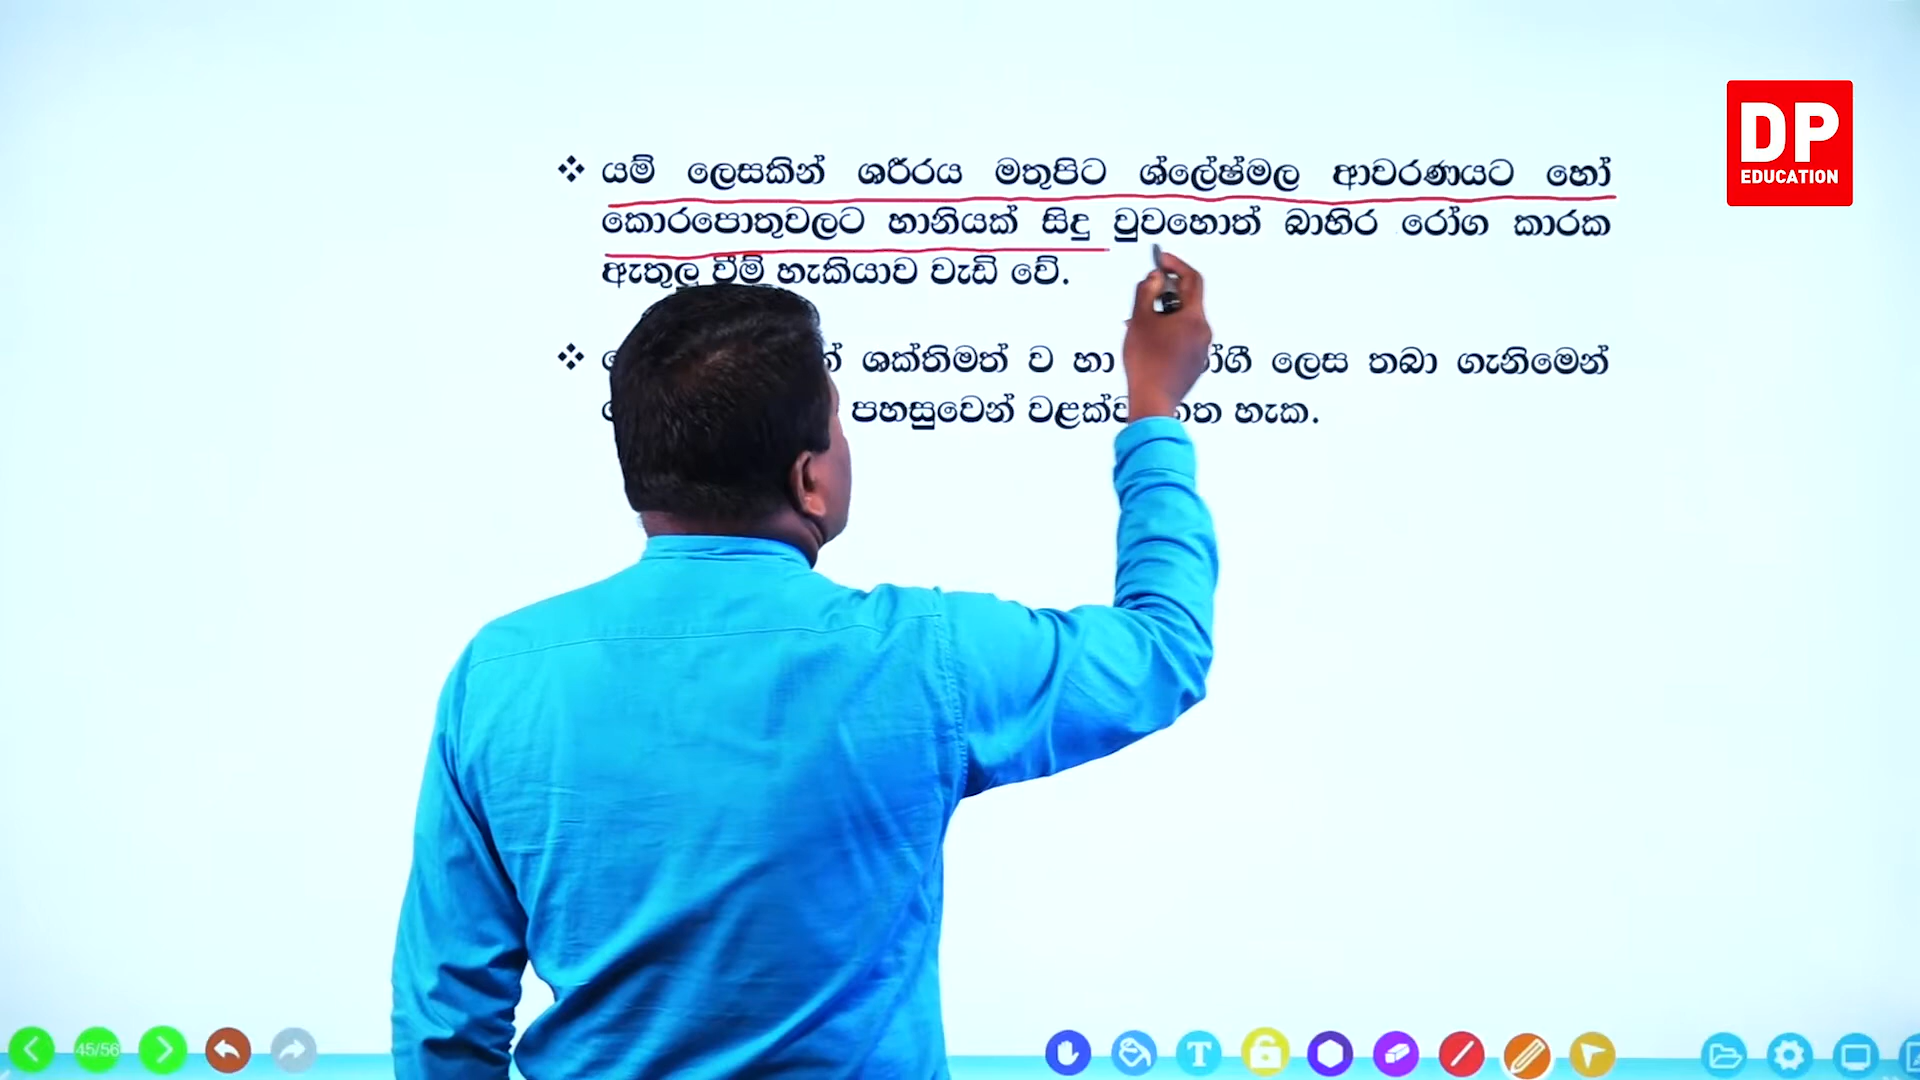 DP
EDUCATION
❖ යම් ලෙසකින් ශරීරය මතුපිට ශ්ලේෂ්මල ආවරණයට හෝ
කොරපොතුවලට හානියක් සිදු වුවහොත් බාහිර රෝග කාරක
ඇතුලු වීම් හැකියාව වැඩි වේ.
❖ ශක්තිමත් ව හා ලෙස තබා ගැනිමෙන්
පහසුවෙන් හැක.
45/56
T